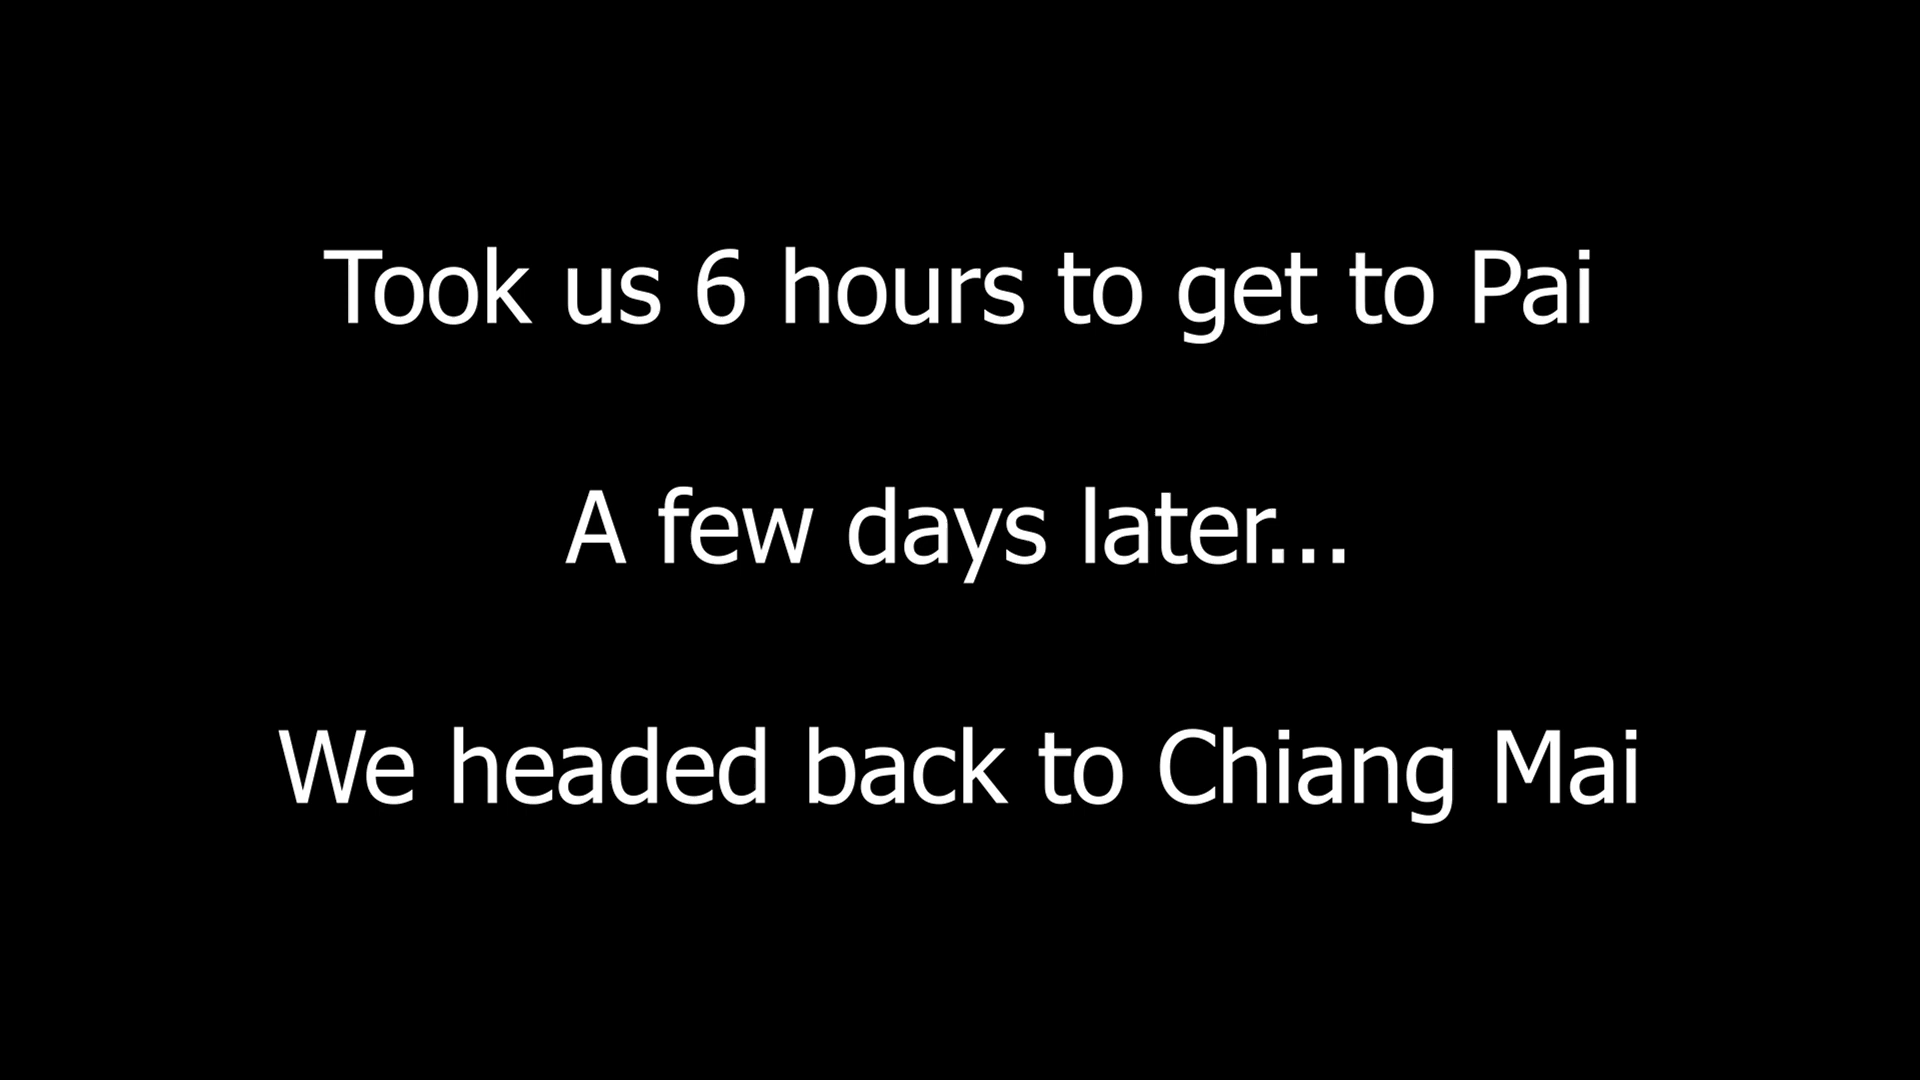 Took us 6 hours to get to Pai
A few days later...
We headed back to Chiang Mai